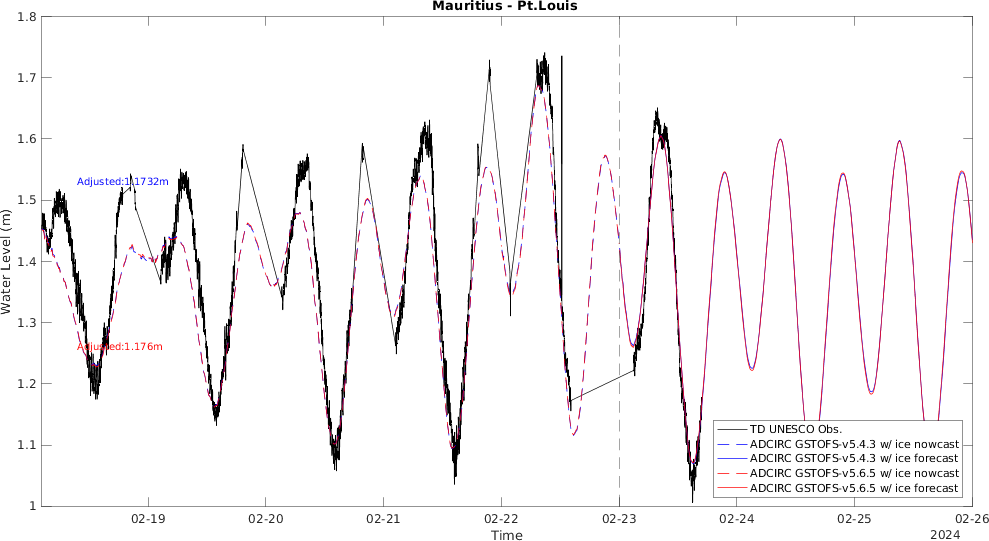 Mauritius - Pt.Louis
1.8
1.7
1.6
1.5
1.4
1.3
1.2
1.1
1
Water Level (m)
Adjusted:1.1732m
Adjusted:1.176m
TD UNESCO Obs.
ADCIRC GSTOFS-v5.4.3 w/ ice nowcast
ADCIRC GSTOFS-v5.4.3 w/ ice forecast
ADCIRC GSTOFS-v5.6.5 w/ ice nowcast
ADCIRC GSTOFS-v5.6.5 w/ ice forecast
02-19 02-20 02-21 02-22 02-23 02-24 02-25 02-26
Time
2024